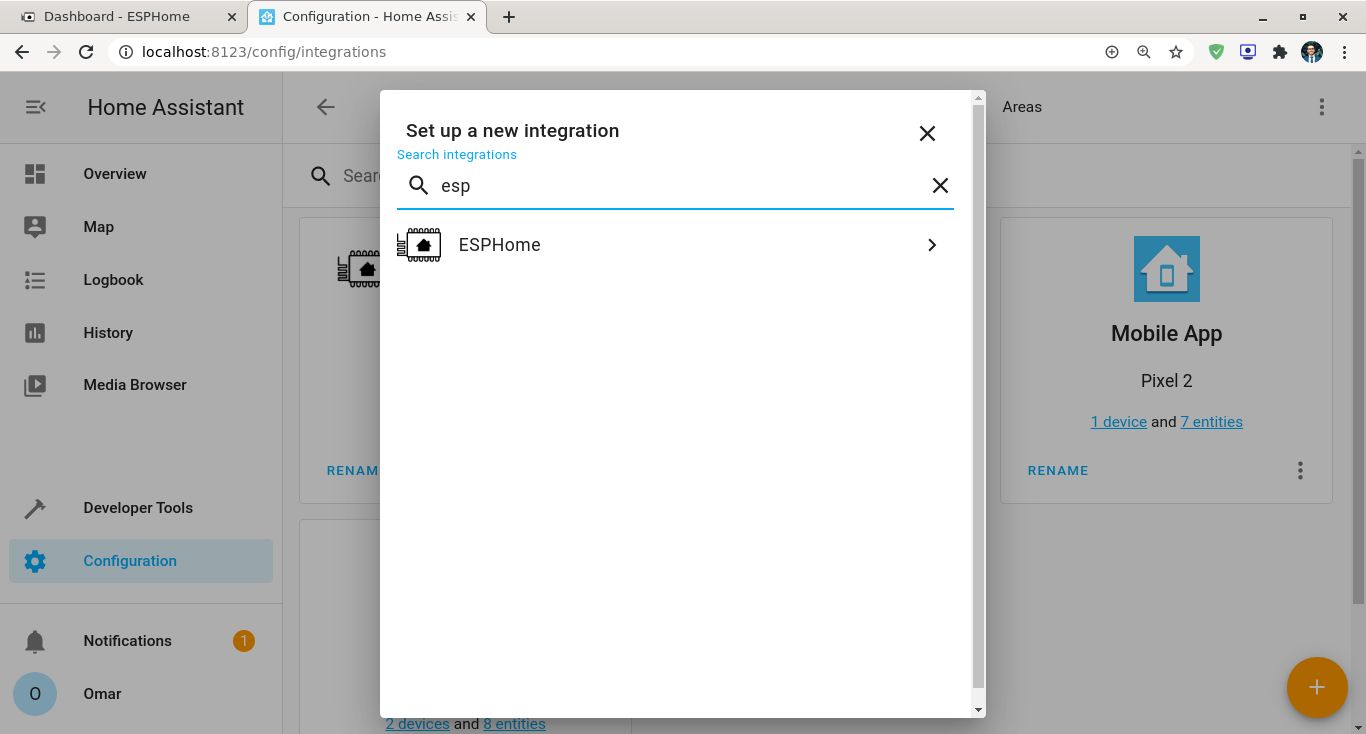 Dashboard - ESPHome
Configuration - Home Assis
localhost:8123/config/integrations
Home Assistant
Areas
Overview
Map
Logbook
History
Media Browser
Developer Tools
Configuration
Notifications
1
O
Omar
Sear
RENAM
Set up a new integration
Search integrations
esp
ESPHome
Mobile App
Pixel 2
1 device and 7 entities
RENAME
2 devices and 8 entities